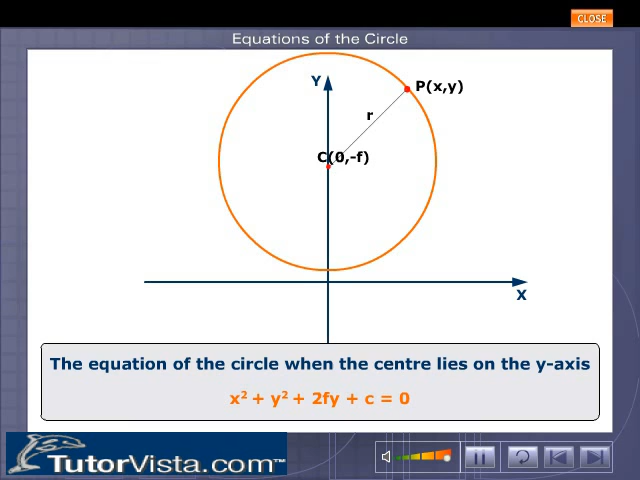 CLOSE
Equations of the Circle
Y
P(x,y)
r
C(0,-f)
X
The equation of the circle when the centre lies on the y-axis
x² + y² + 2fy + c = 0
TutorVista.com™